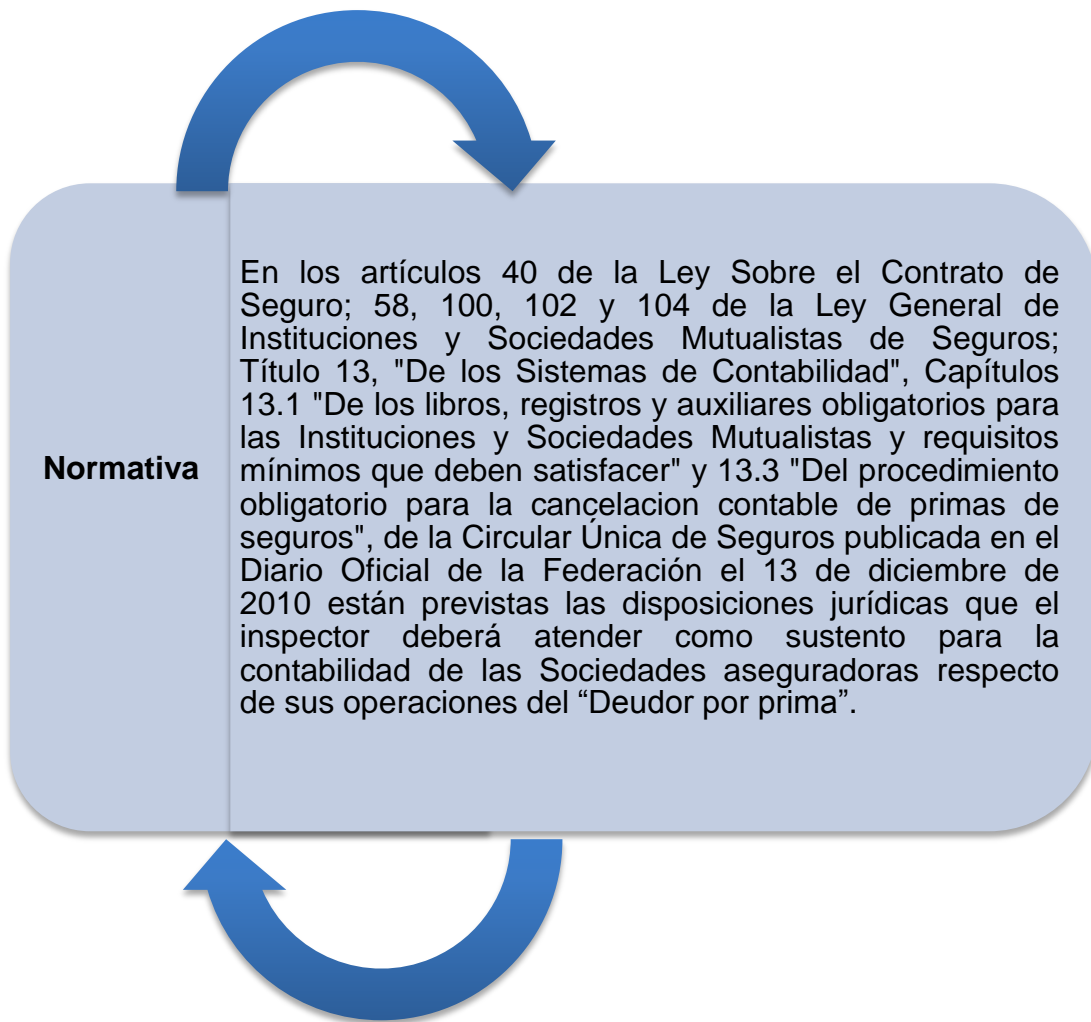 Normativa
En los artículos 40 de la Ley Sobre el Contrato de
Seguro; 58, 100, 102 y 104 de la Ley General de
Instituciones y Sociedades Mutualistas de Seguros;
Título 13, "De los Sistemas de Contabilidad", Capítulos
13.1 "De los libros, registros y auxiliares obligatorios para
las Instituciones y Sociedades Mutualistas y requisitos
mínimos que deben satisfacer" y 13.3 "Del procedimiento
obligatorio para la cancelacion contable de primas de
seguros", de la Circular Única de Seguros publicada en el
Diario Oficial de la Federación el 13 de diciembre de
2010 están previstas las disposiciones jurídicas que el
inspector deberá atender como sustento para la
contabilidad de las Sociedades aseguradoras respecto
de sus operaciones del “Deudor por prima”.